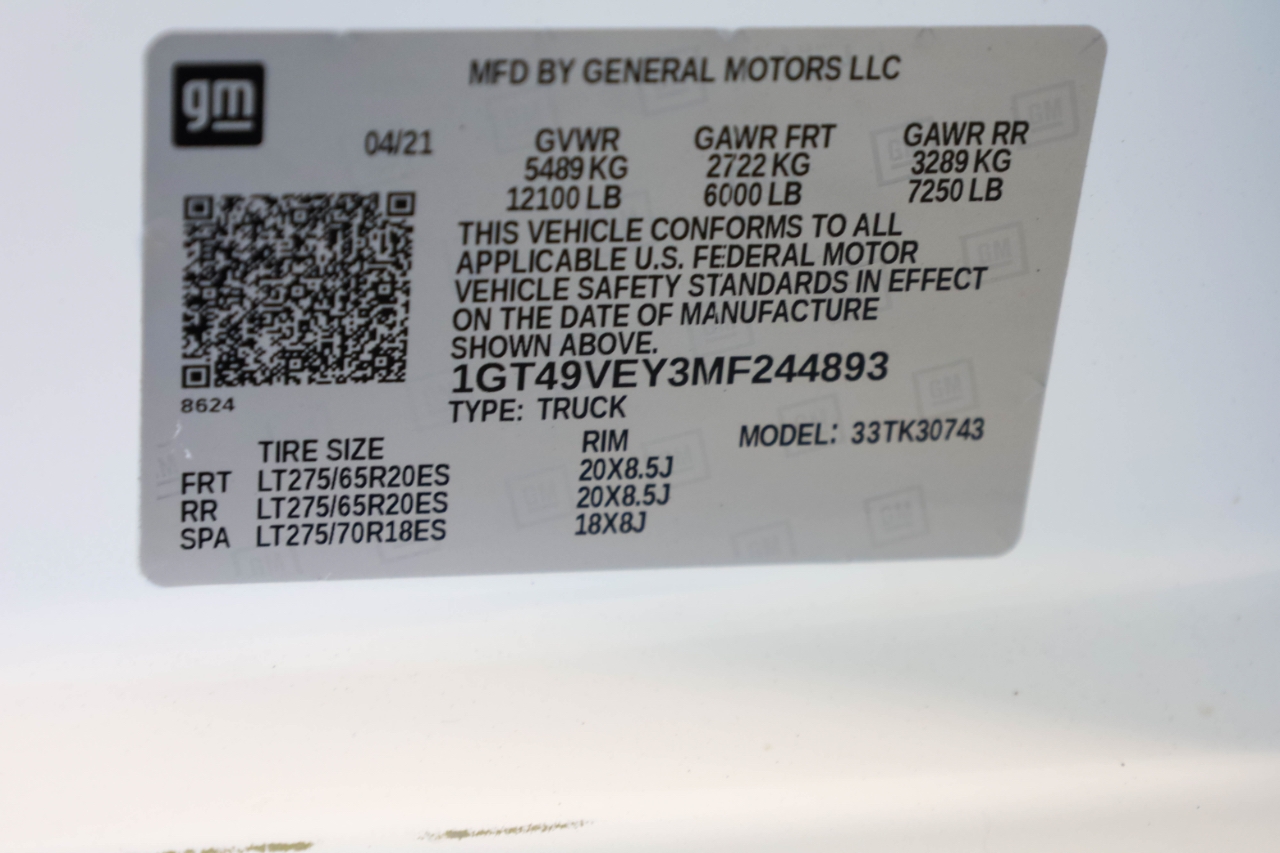 gm
MFD BY GENERAL MOTORS LLC
04/21 GVWR GAWR FRT GAWR RR
5489 KG 2722 KG 3289 KG
12100 LB 6000 LB 7250 LB
THIS VEHICLE CONFORMS TO ALL
APPLICABLE U.S. FEDERAL MOTOR
VEHICLE SAFETY STANDARDS IN EFFECT
ON THE DATE OF MANUFACTURE
SHOWN ABOVE.
1GT49VEY3MF244893
8624
TYPE: TRUCK
MODEL: 33TK30743
TIRE SIZE RIM
FRT LT275/65R20ES 20X8.5J
RR LT275/65R20ES 20X8.5J
SPA LT275/70R18ES 18X8J